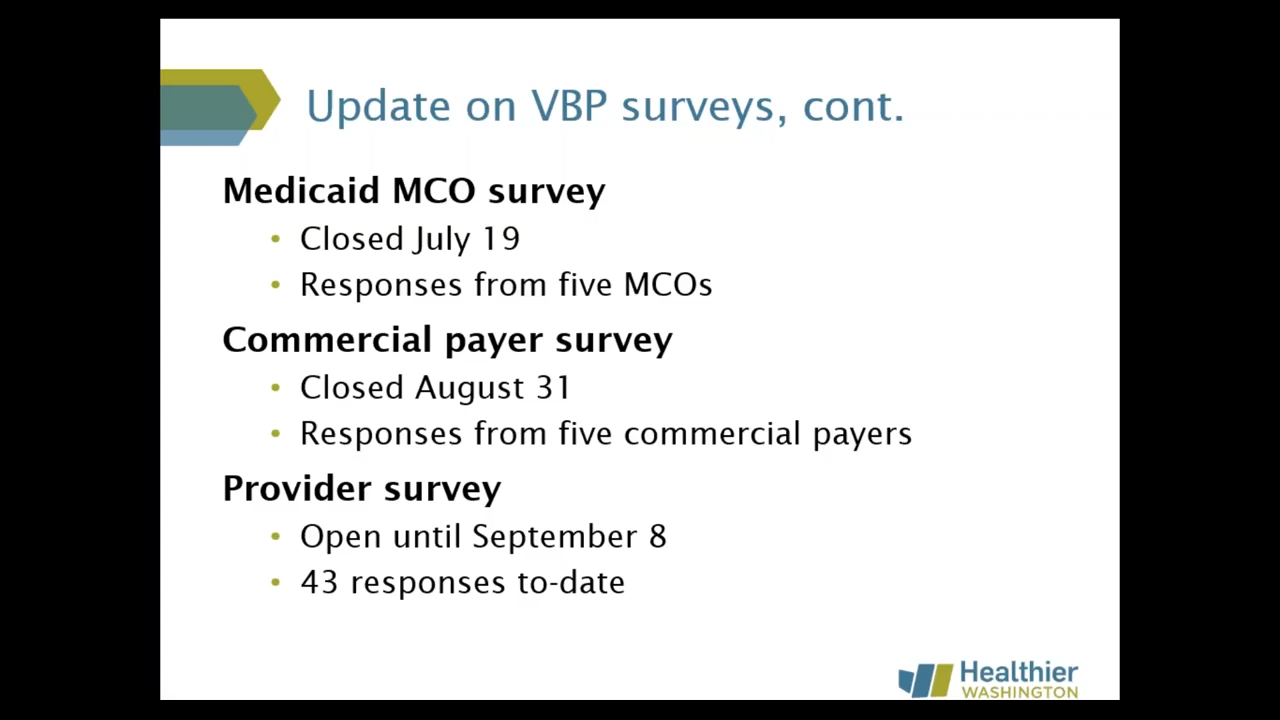 Update on VBP surveys, cont.
Medicaid MCO survey
• Closed July 19
• Responses from five MCOs
Commercial payer survey
• Closed August 31
• Responses from five commercial payers
Provider survey
• Open until September 8
• 43 responses to-date
Healthier
WASHINGTON